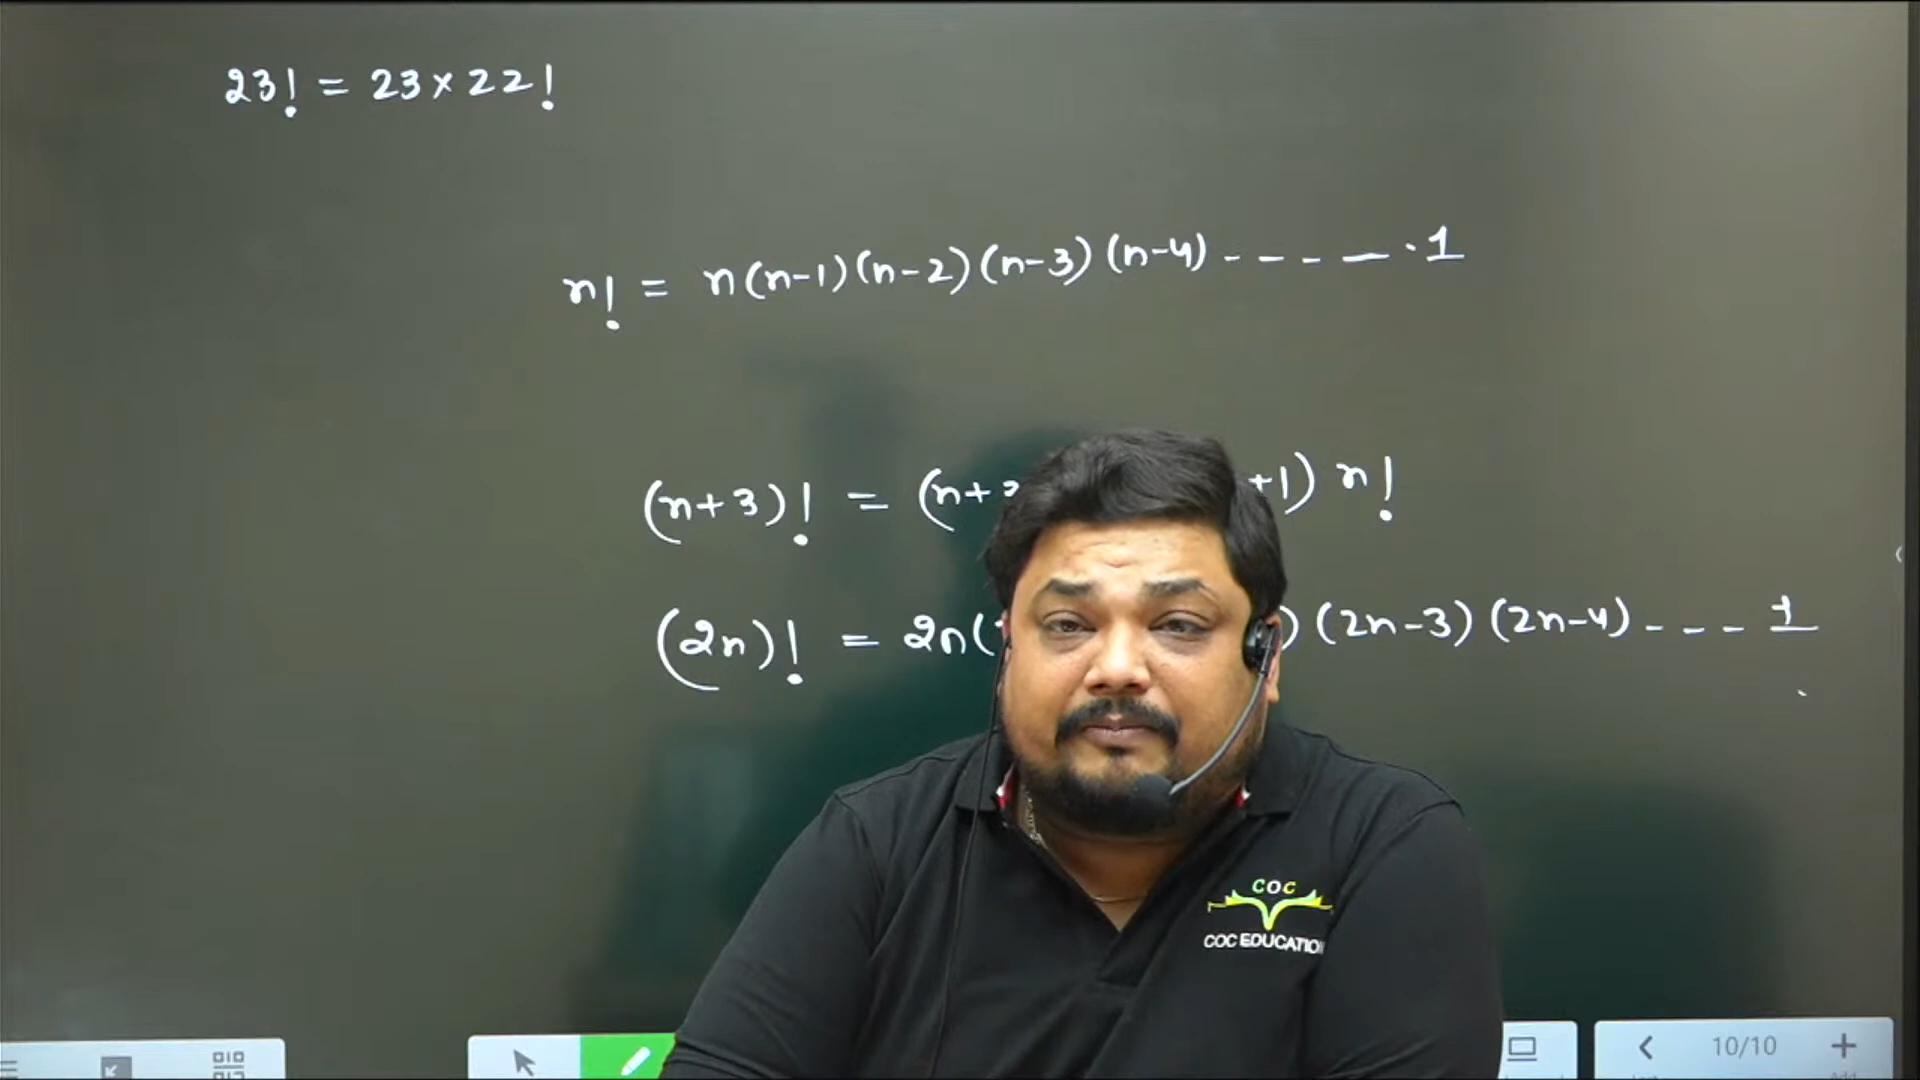 23! = 23 × 22!
n! = n(n-1)(n-2)(n-3)(n-4) - - - - — · 1
(n+3)! = (n+ +1) n!
(2n)! = 2n( ) (2n-3) (2n-4) - - - 1
COC
COC EDUCATION
10/10